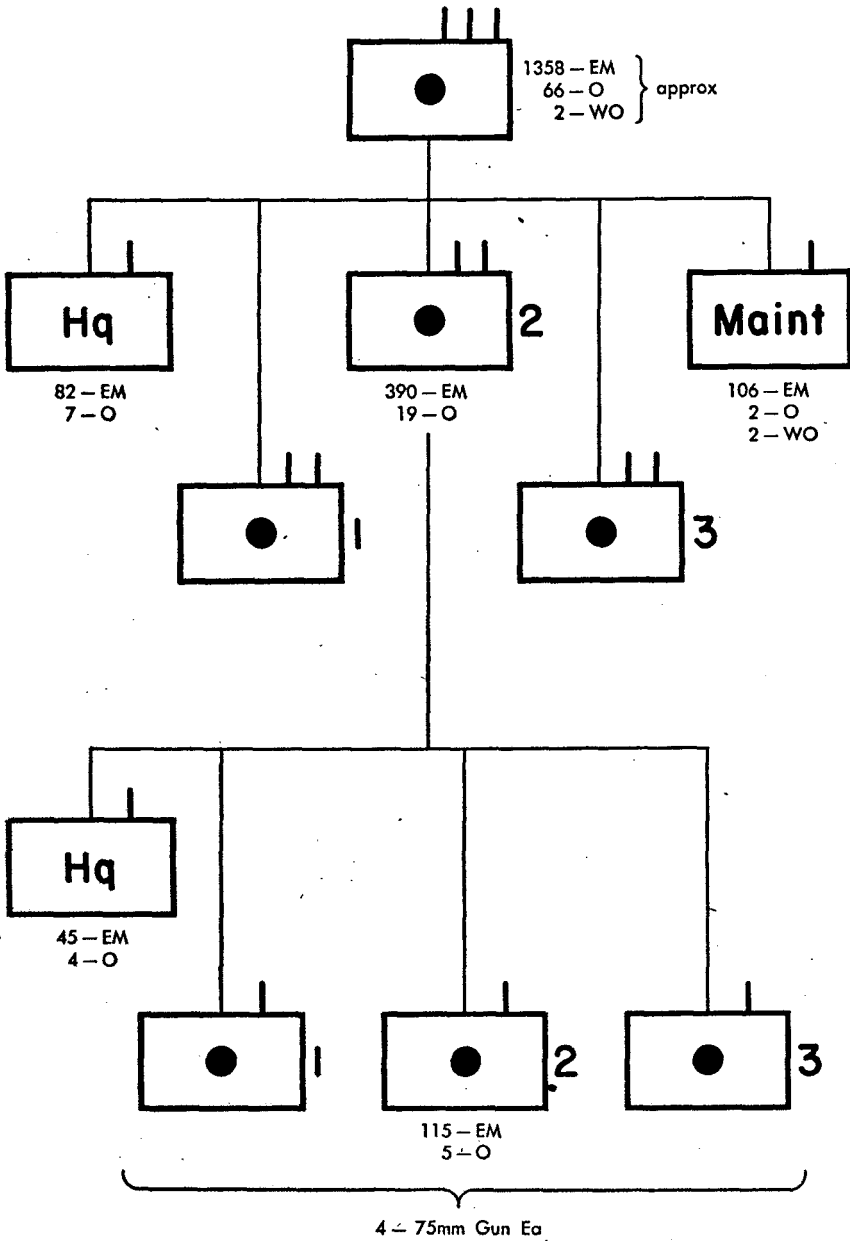 1358 – EM
66 – O
2 – WO
approx
Hq
2
Maint
82 – EM
7 – O
390 – EM
19 – O
106 – EM
2 – O
2 – WO
1
3
Hq
45 – EM
4 – O
1
2
3
115 – EM
5 – O
4 – 75mm Gun Ea